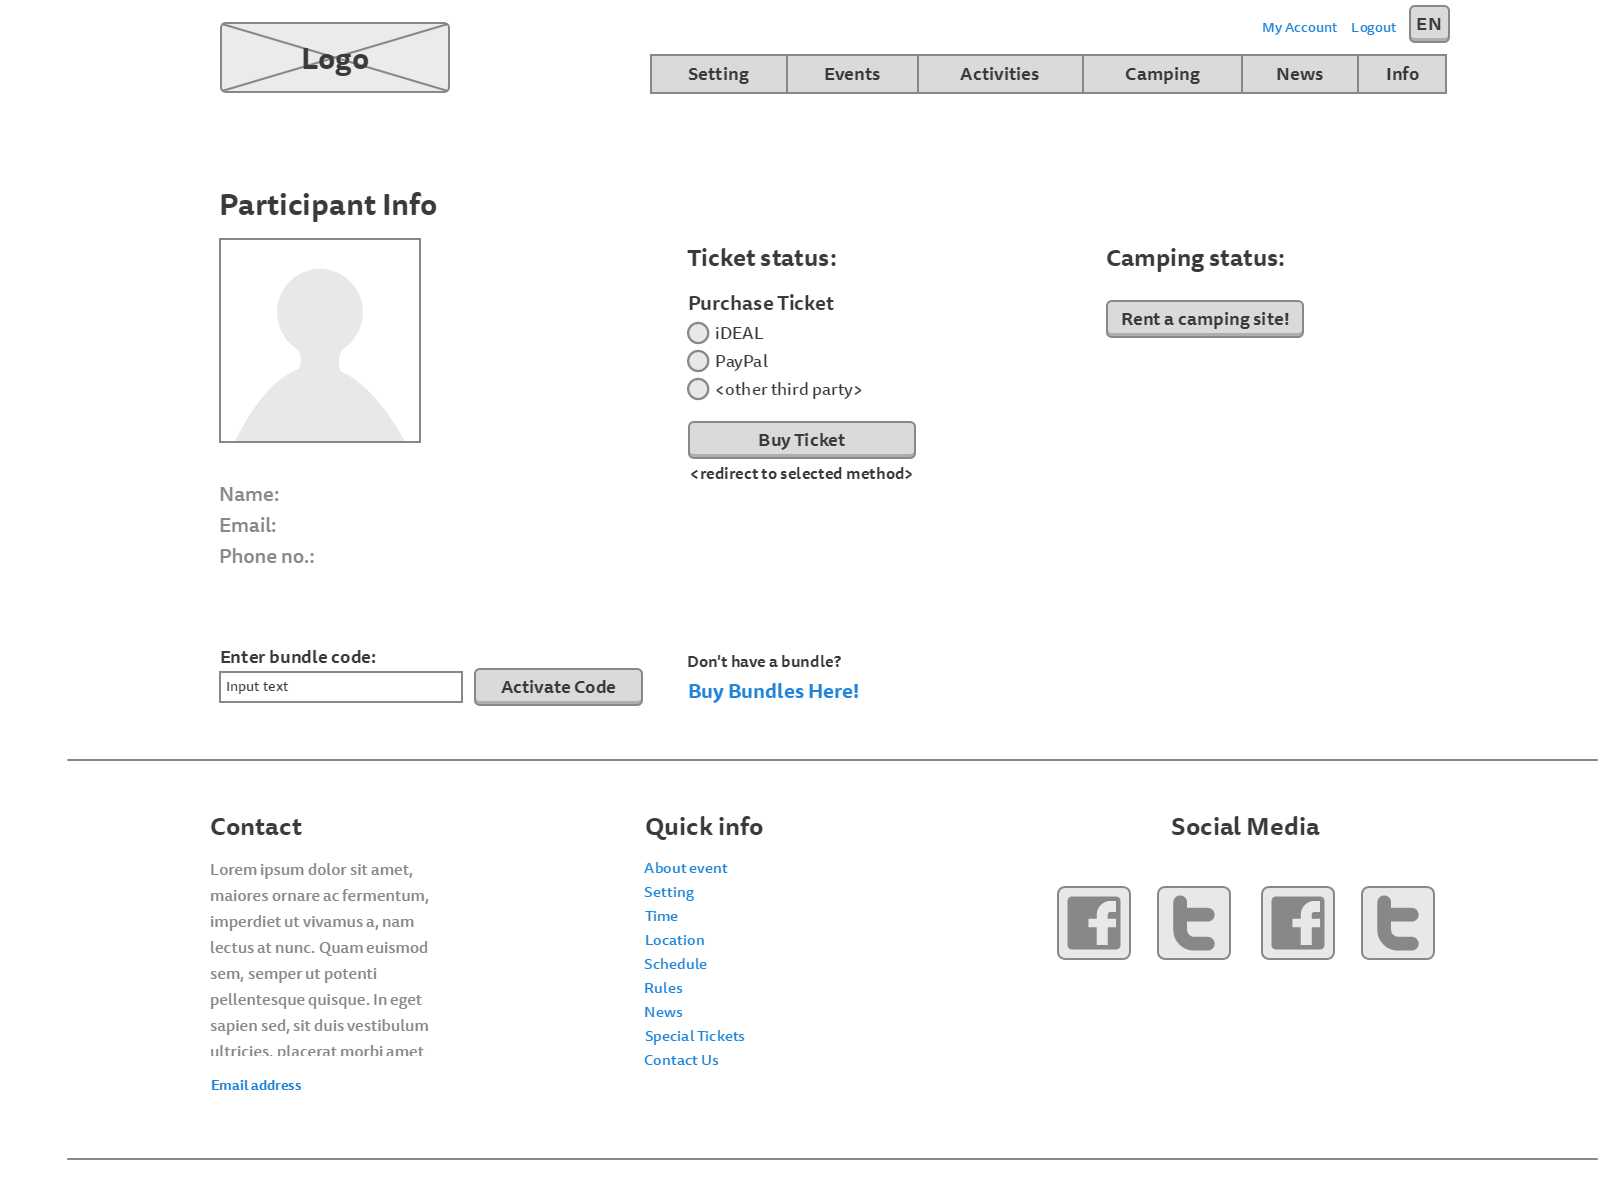 My Account Logout EN
Logo
Setting Events Activities Camping News Info
Participant Info
Ticket status:
Purchase Ticket
iDEAL
PayPal
<other third party>
Buy Ticket
<redirect to selected method>
Camping status:
Rent a camping site!
Name:
Email:
Phone no.:
Enter bundle code:
Input text
Activate Code
Don't have a bundle?
Buy Bundles Here!
Contact
Lorem ipsum dolor sit amet,
maiores ornare ac fermentum,
imperdiet ut vivamus a, nam
lectus at nunc. Quam euismod
sem, semper ut potenti
pellentesque quisque. In eget
sapien sed, sit duis vestibulum
ultricies, placerat morbi amet
Email address
Quick info
About event
Setting
Time
Location
Schedule
Rules
News
Special Tickets
Contact Us
Social Media